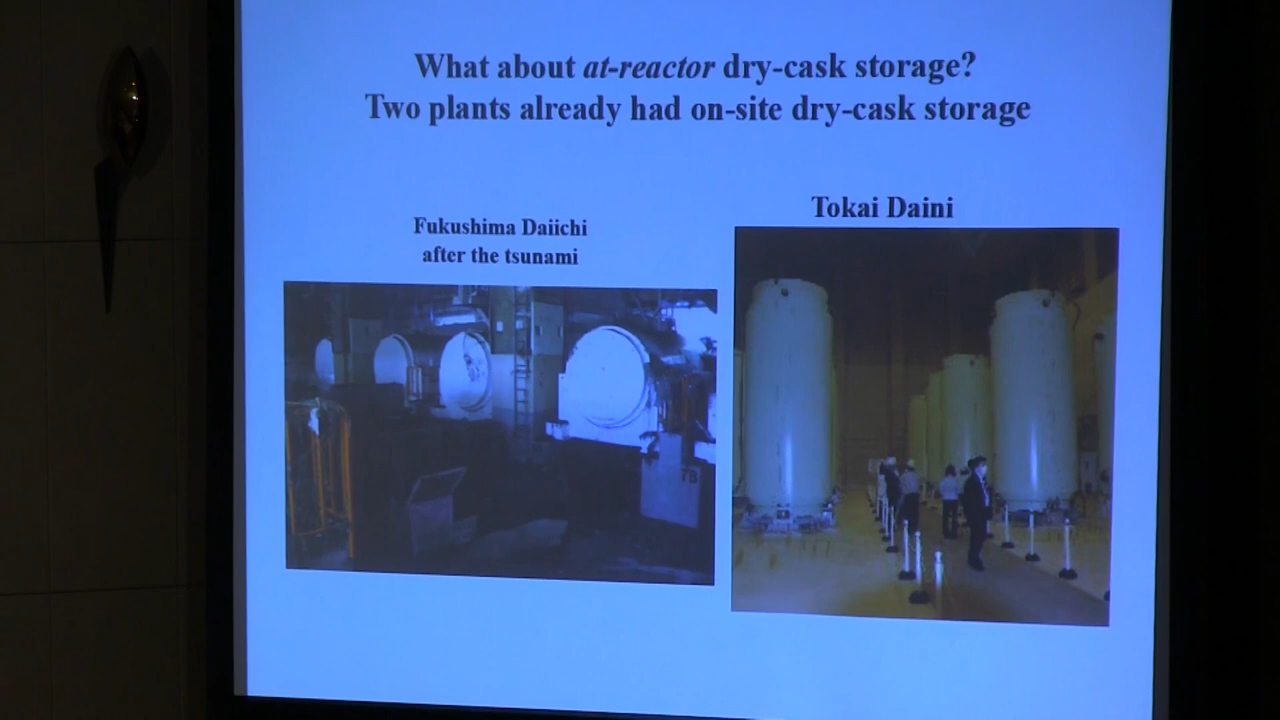 What about at-reactor dry-cask storage?
Two plants already had on-site dry-cask storage
Fukushima Daiichi
after the tsunami
Tokai Daini
7B